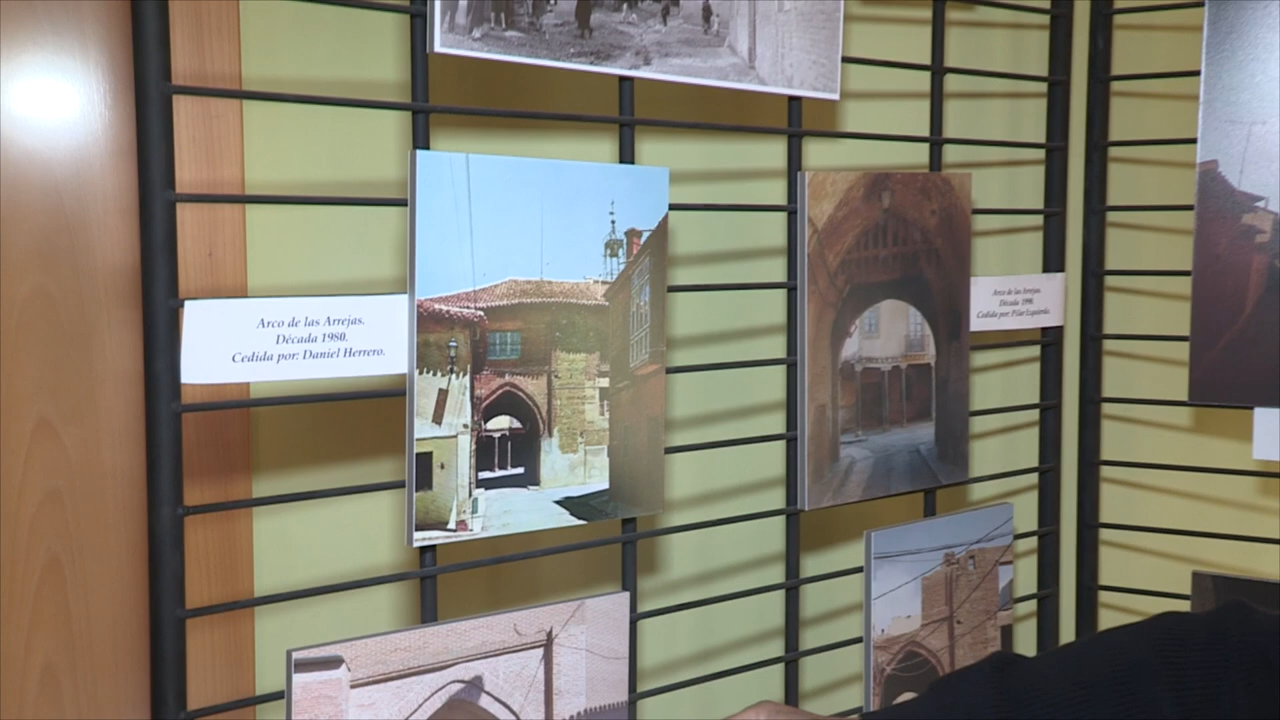 Arco de las Arrejas.
Década 1980.
Cedida por: Daniel Herrero.
Arco de las Arrejas.
Década 1990.
Cedida por: Pilar Izquierdo.